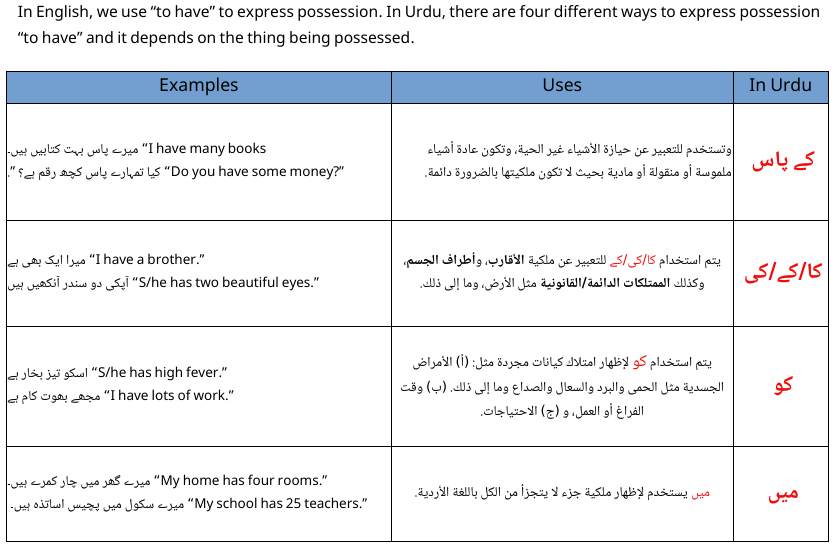 In English, we use “to have” to express possession. In Urdu, there are four different ways to express possession
“to have” and it depends on the thing being possessed.
Examples
Uses
In Urdu
میرے پاس بہت کتابیں ہیں۔ “I have many books
کیا تمہارے پاس کچھ رقم ہے؟ ”. “Do you have some money?”
وتستخدم للتعبير عن حيازة الأشياء غير الحية، وتكون عادة أشياء
ملموسة أو منقولة أو مادية بحيث لا تكون ملكيتها بالضرورة دائمة.
کے پاس
میرا ایک بھی ہے “I have a brother.”
آپکی دو سندر آنکھیں ہیں “S/he has two beautiful eyes.”
يتم استخدام کا/کی/کے للتعبير عن ملكية الأقارب، وأطراف الجسم،
وكذلك الممتلكات الدائمة/القانونية مثل الأرض، وما إلى ذلك.
کا/کے/کی
اسکو تیز بخار ہے “S/he has high fever.”
مجھے بھوت کام ہے “I have lots of work.”
يتم استخدام کو لإظهار امتلاك كيانات مجردة مثل: (أ) الأمراض
الجسدية مثل الحمى والبرد والسعال والصداع وما إلى ذلك. (ب) وقت
الفراغ أو العمل، و (ج) الاحتياجات.
کو
میرے گھر میں چار کمرے ہیں۔ “My home has four rooms.”
میرے سکول میں پچیس اساتذہ ہیں۔ “My school has 25 teachers.”
میں يستخدم لإظهار ملكية جزء لا يتجزأ من الكل باللغة الأردية.
میں